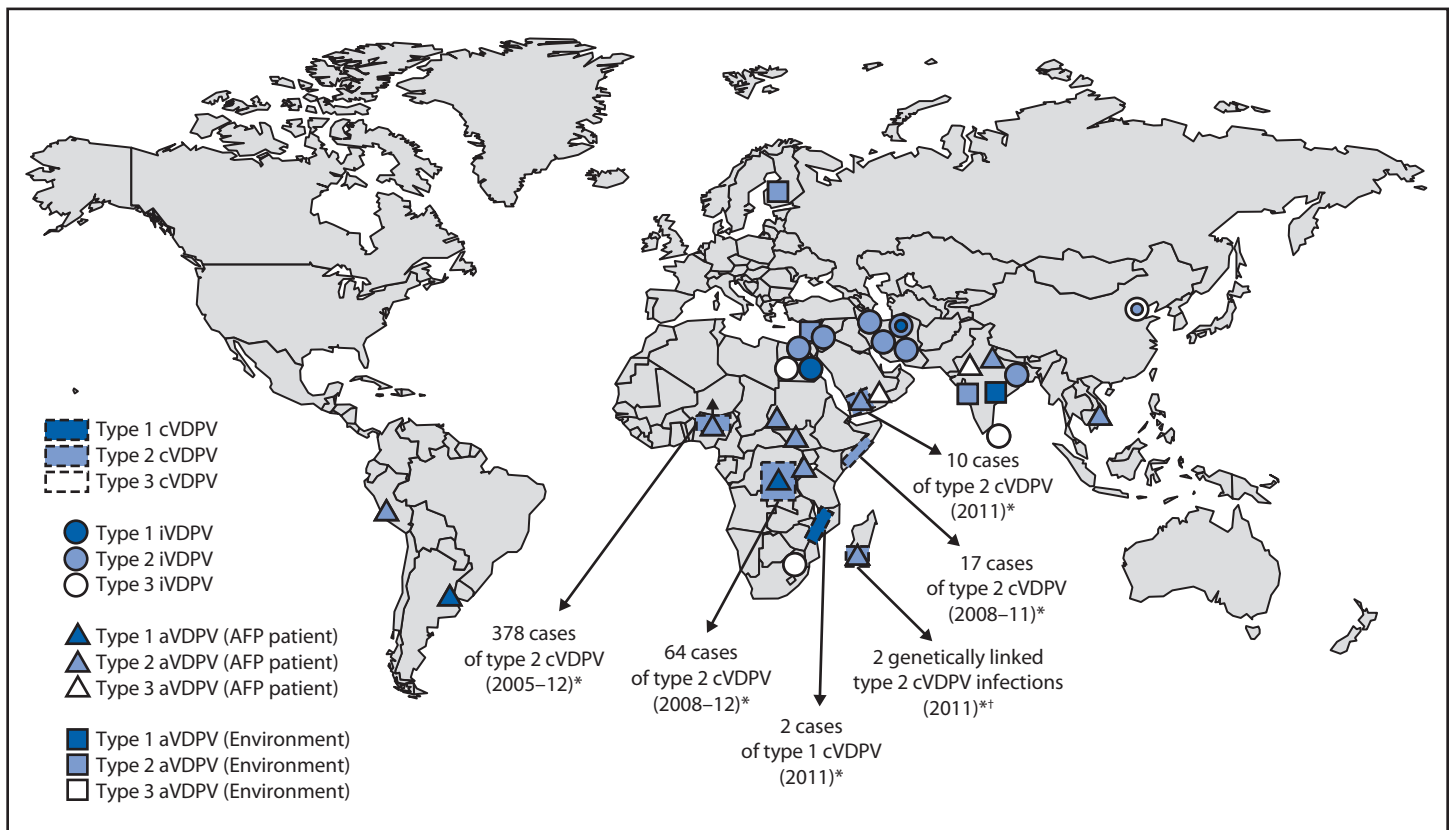 Type 1 cVDPV
Type 2 cVDPV
Type 3 cVDPV
Type 1 iVDPV
Type 2 iVDPV
Type 3 iVDPV
Type 1 aVDPV (AFP patient)
Type 2 aVDPV (AFP patient)
Type 3 aVDPV (AFP patient)
Type 1 aVDPV (Environment)
Type 2 aVDPV (Environment)
Type 3 aVDPV (Environment)
378 cases
of type 2 cVDPV
(2005–12)*
64 cases
of type 2 cVDPV
(2008–12)*
2 cases
of type 1 cVDPV
(2011)*
2 genetically linked
type 2 cVDPV infections
(2011)*†
17 cases
of type 2 cVDPV
(2008–11)*
10 cases
of type 2 cVDPV
(2011)*